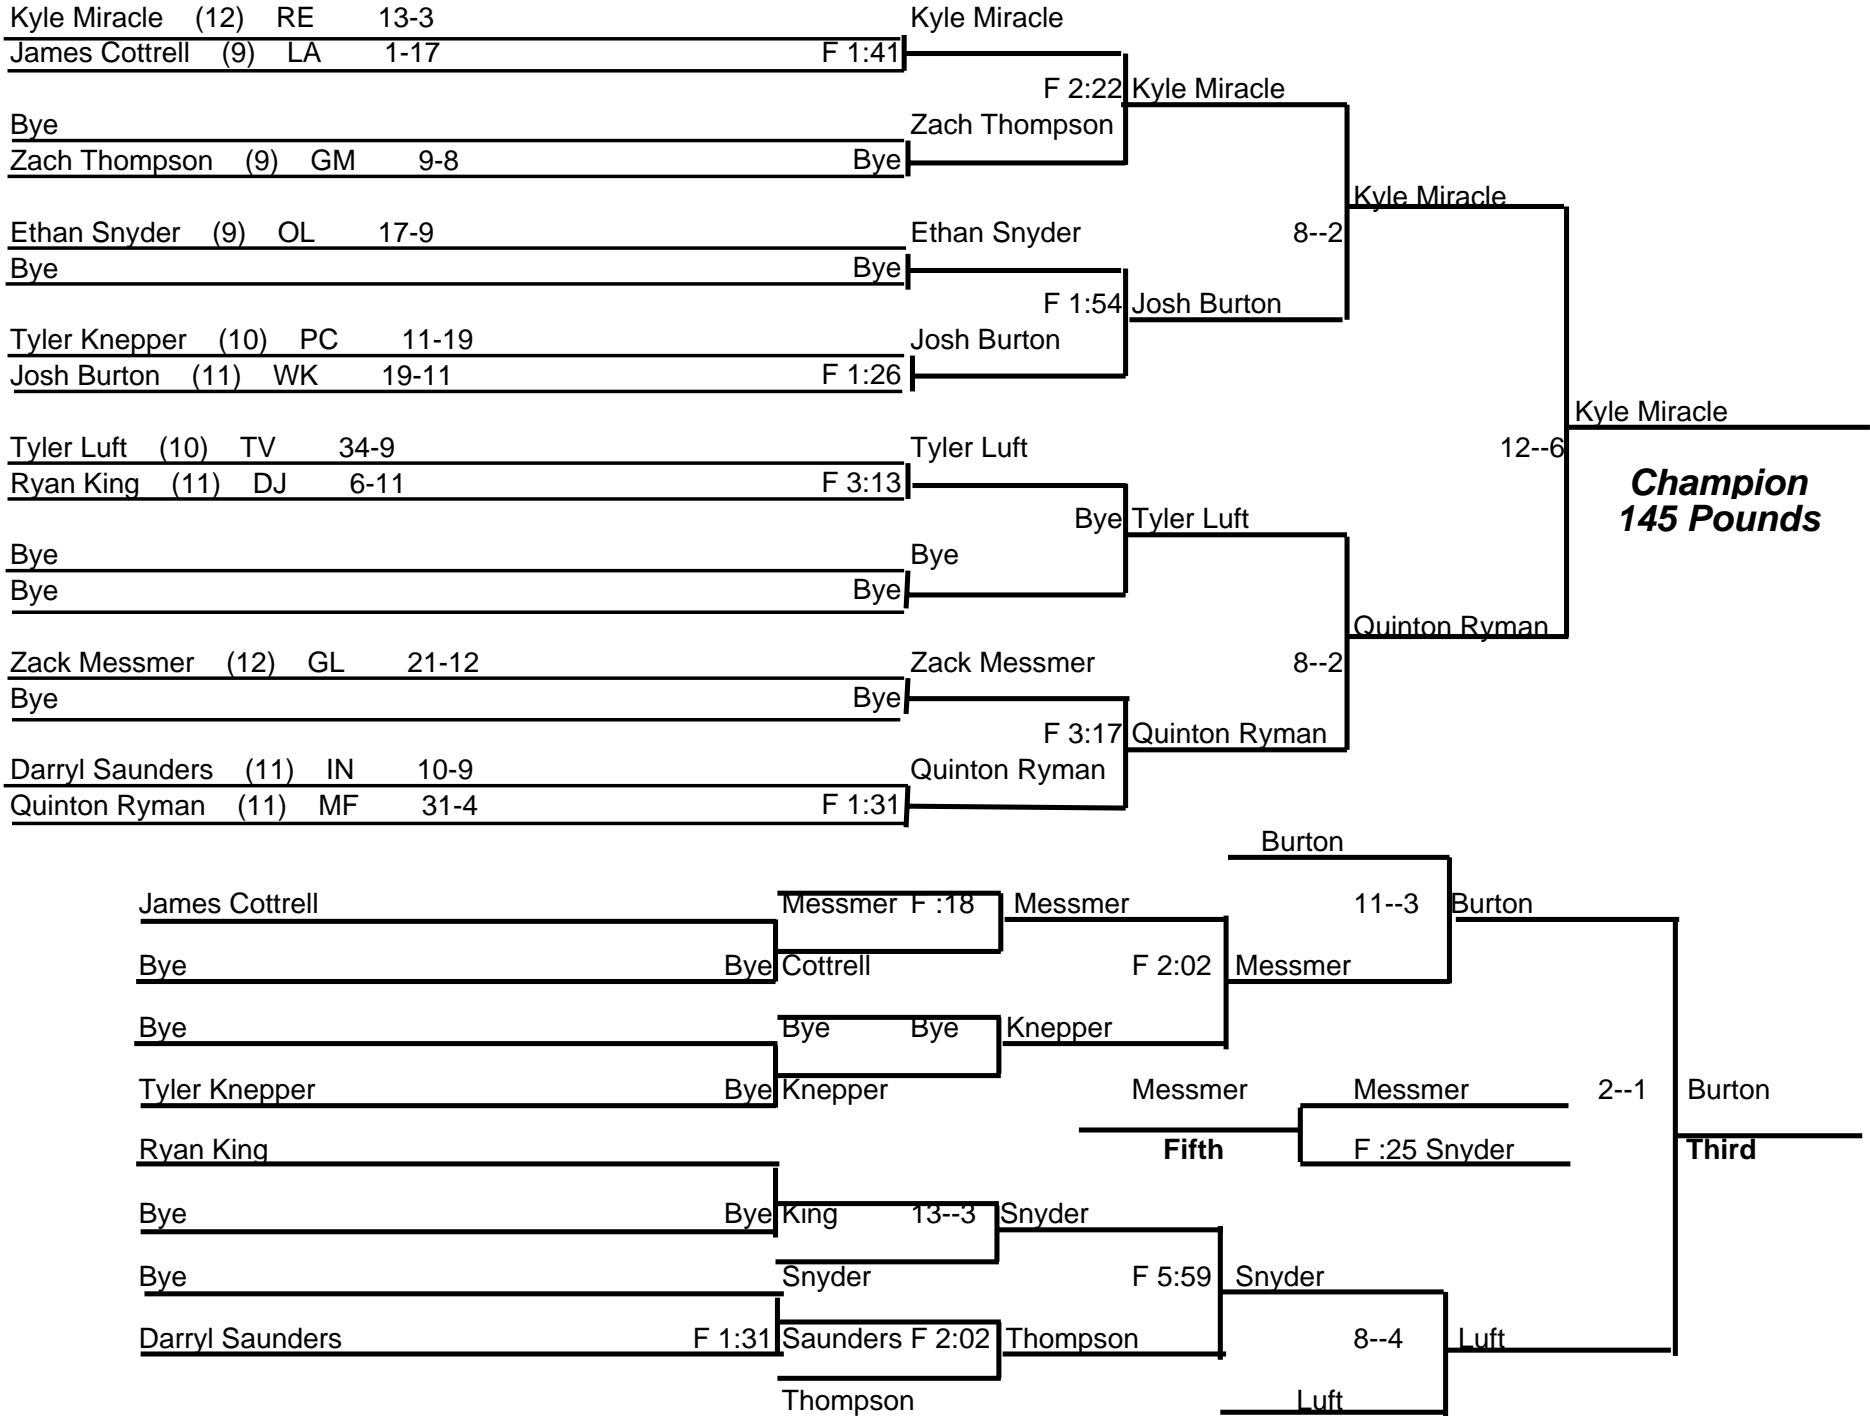 Kyle Miracle (12) RE 13-3 Kyle Miracle
James Cottrell (9) LA 1-17 F 1:41
F 2:22 Kyle Miracle
Bye Zach Thompson
Zach Thompson (9) GM 9-8 Bye
Kyle Miracle
Ethan Snyder (9) OL 17-9 Ethan Snyder 8--2
Bye Bye
F 1:54 Josh Burton
Tyler Knepper (10) PC 11-19 Josh Burton
Josh Burton (11) WK 19-11 F 1:26
Kyle Miracle
Tyler Luft (10) TV 34-9 Tyler Luft 12--6
Ryan King (11) DJ 6-11 F 3:13 Champion
Bye Tyler Luft 145 Pounds
Bye Bye
Bye Bye
Quinton Ryman
Zack Messmer (12) GL 21-12 Zack Messmer 8--2
Bye Bye
F 3:17 Quinton Ryman
Darryl Saunders (11) IN 10-9 Quinton Ryman
Quinton Ryman (11) MF 31-4 F 1:31
Burton
James Cottrell Messmer F :18 Messmer 11--3 Burton
Bye Bye Cottrell F 2:02 Messmer
Bye Bye Bye Knepper
Tyler Knepper Bye Knepper Messmer Messmer 2--1 Burton
Ryan King Fifth F :25 Snyder Third
Bye Bye King 13--3 Snyder
Bye Snyder F 5:59 Snyder
Darryl Saunders F 1:31 Saunders F 2:02 Thompson 8--4 Luft
Thompson Luft